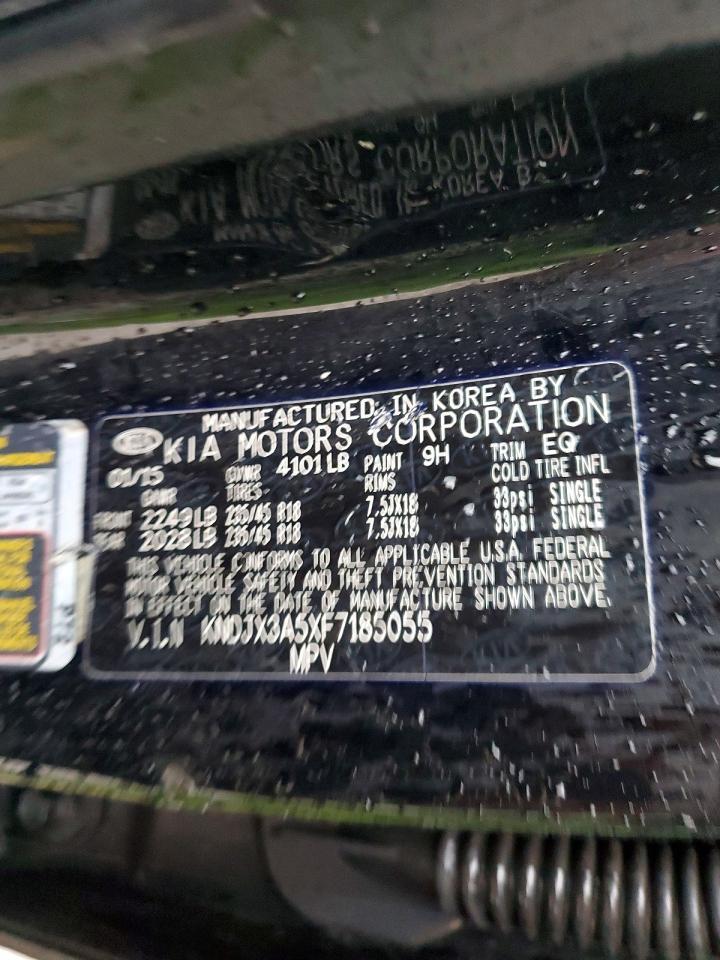 MANUFACTURED IN KOREA BY
KIA KIA MOTORS CORPORATION
01/15 GVWR 4101LB PAINT 9H TRIM EQ
GAWR TIRES RIMS COLD TIRE INFL
FRONT 2249LB 235/45 R18 7.5JX18 33psi SINGLE
REAR 2028LB 235/45 R18 7.5JX18 33psi SINGLE
THIS VEHICLE CONFORMS TO ALL APPLICABLE U.S.A. FEDERAL
MOTOR VEHICLE SAFETY AND THEFT PREVENTION STANDARDS
IN EFFECT ON THE DATE OF MANUFACTURE SHOWN ABOVE.
V.I.N KNDJX3A5XF7185055
MPV